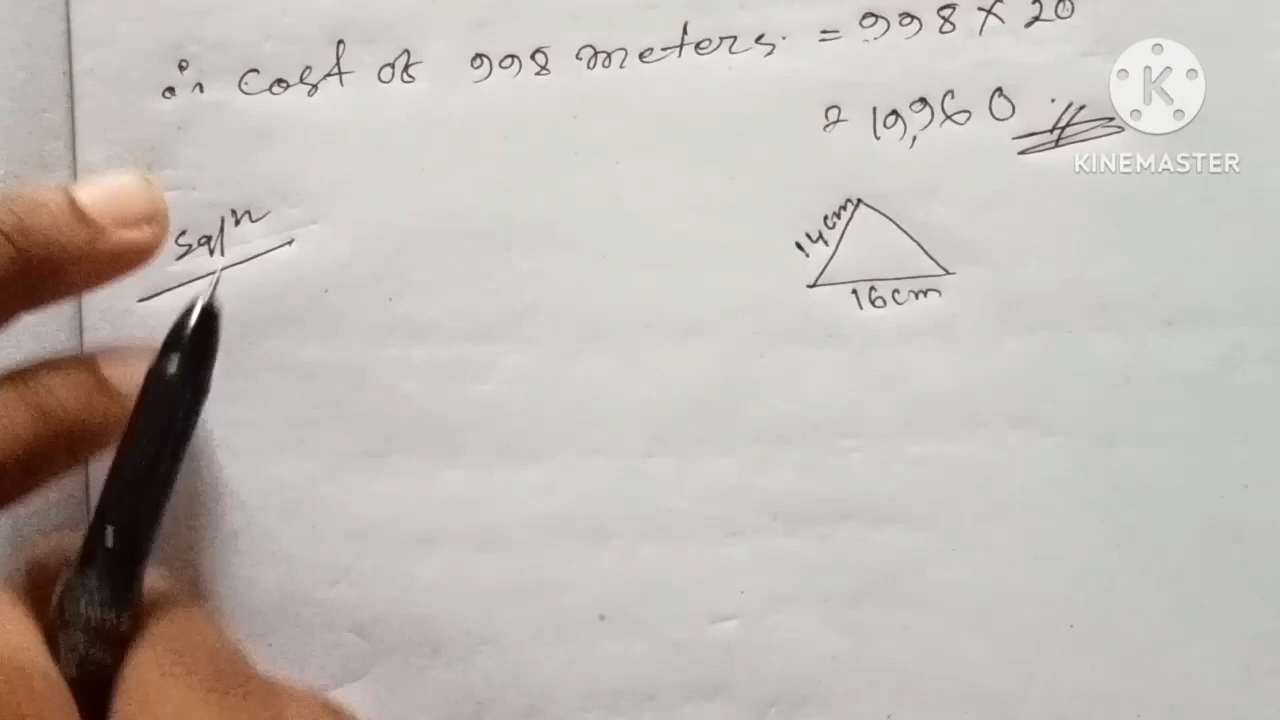 ∴ cost of 998 meters. = 998 × 20
= 19,960
K
KINEMASTER
Sol^n
14cm
16cm